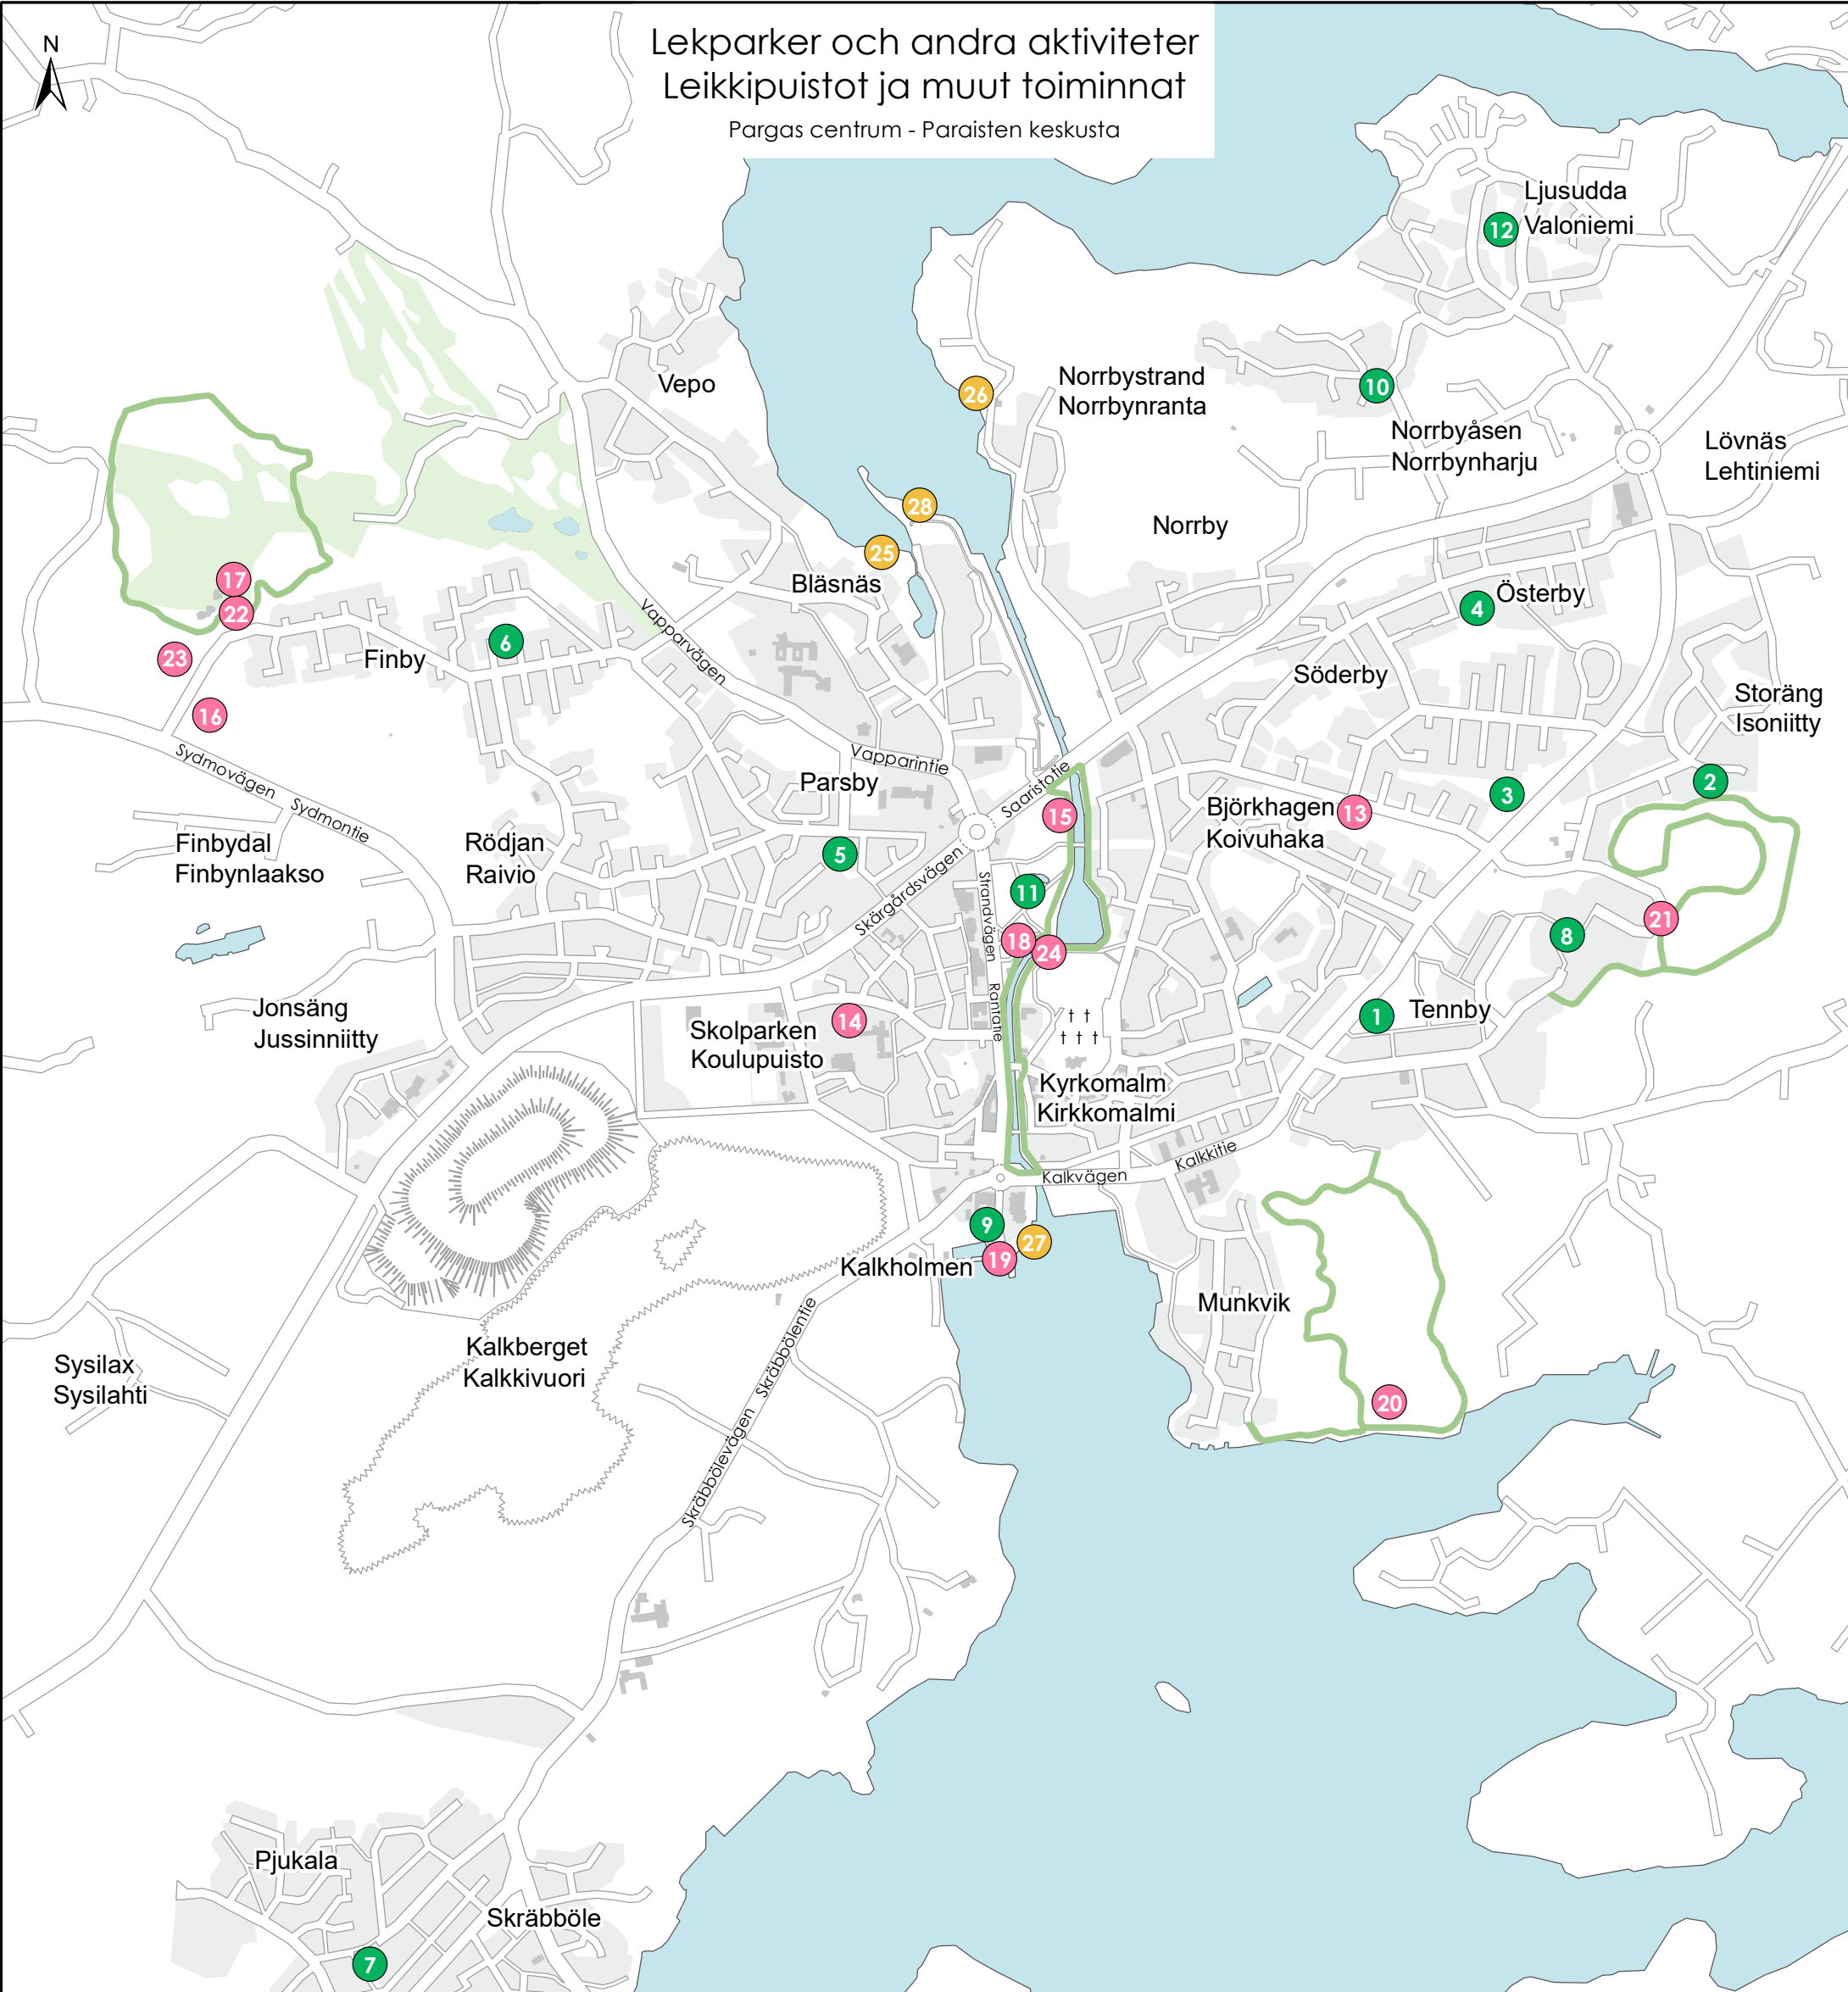 Lekparker och andra aktiviteter
Leikkipuistot ja muut toiminnat
Pargas centrum - Paraisten keskusta
N
Ljusudda
Valoniemi
12
Vepo
Norrbystrand
Norrbynranta
26
10
Norrbyåsen
Norrbynharju
Lövnäs
Lehtiniemi
28
Norrby
25
Bläsnäs
17
22
4
Österby
6
Vapparvägen
23
Finby
Söderby
Storäng
Isoniitty
16
Sydmovägen
Sydmontie
Vapparintie
Parsby
Saaristotie
2
3
15
Björkhagen
Koivuhaka
13
Finbydal
Finbynlaakso
Rödjan
Raivio
5
Skärgårdsvägen
Strandvägen
11
18
24
8
21
Jonsäng
Jussinniitty
Rantatie
Skolparken
Koulupuisto
14
1
Tennby
Kyrkomalm
Kirkkomalmi
Kalkvägen
Kalkkitie
9
27
19
Kalkholmen
Munkvik
Kalkberget
Kalkkivuori
Sysilax
Sysilahti
Skräbbölevägen
Skräbbölentie
20
Pjukala
Skräbböle
7